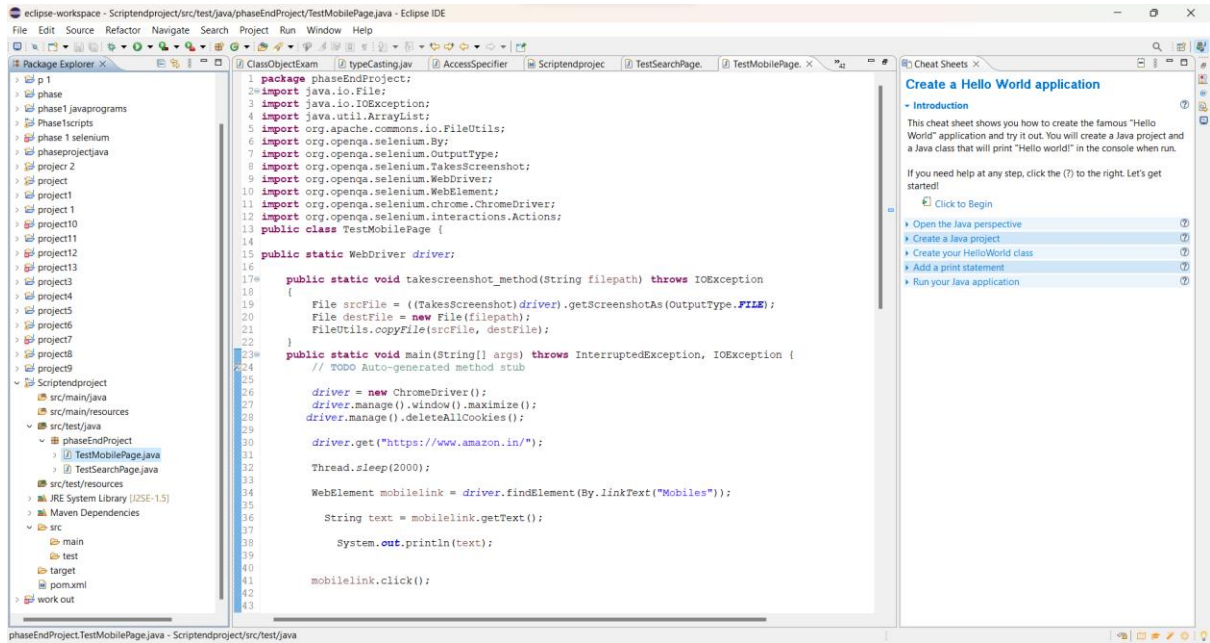 eclipse-workspace - Scriptendproject/src/test/java/phaseEndProject/TestMobilePage.java - Eclipse IDE
File Edit Source Refactor Navigate Search Project Run Window Help
Package Explorer
p 1
phase
phase1 javaprograms
Phase1scripts
phase 1 selenium
phaseprojectjava
projecr 2
project
project1
project 1
project10
project11
project12
project13
project3
project4
project5
project6
project7
project8
project9
Scriptendproject
src/main/java
src/main/resources
src/test/java
phaseEndProject
TestMobilePage.java
TestSearchPage.java
src/test/resources
JRE System Library [J2SE-1.5]
Maven Dependencies
src
main
test
target
pom.xml
work out
ClassObjectExam typeCasting.jav AccessSpecifier Scriptendprojec TestSearchPage. TestMobilePage. 42
1 package phaseEndProject;
2 import java.io.File;
3 import java.io.IOException;
4 import java.util.ArrayList;
5 import org.apache.commons.io.FileUtils;
6 import org.openqa.selenium.By;
7 import org.openqa.selenium.OutputType;
8 import org.openqa.selenium.TakesScreenshot;
9 import org.openqa.selenium.WebDriver;
10 import org.openqa.selenium.WebElement;
11 import org.openqa.selenium.chrome.ChromeDriver;
12 import org.openqa.selenium.interactions.Actions;
13 public class TestMobilePage {
14
15 public static WebDriver driver;
16
17 public static void takescreenshot_method(String filepath) throws IOException
18 {
19 File srcFile = ((TakesScreenshot)driver).getScreenshotAs(OutputType.FILE);
20 File destFile = new File(filepath);
21 FileUtils.copyFile(srcFile, destFile);
22 }
23 public static void main(String[] args) throws InterruptedException, IOException {
24 // TODO Auto-generated method stub
25
26 driver = new ChromeDriver();
27 driver.manage().window().maximize();
28 driver.manage().deleteAllCookies();
29
30 driver.get("https://www.amazon.in/");
31
32 Thread.sleep(2000);
33
34 WebElement mobilelink = driver.findElement(By.linkText("Mobiles"));
35
36 String text = mobilelink.getText();
37
38 System.out.println(text);
39
40
41 mobilelink.click();
42
43
Cheat Sheets
Create a Hello World application
Introduction
This cheat sheet shows you how to create the famous "Hello
World" application and try it out. You will create a Java project and
a Java class that will print "Hello world!" in the console when run.
If you need help at any step, click the (?) to the right. Let's get
started!
Click to Begin
Open the Java perspective
Create a Java project
Create your HelloWorld class
Add a print statement
Run your Java application
phaseEndProject.TestMobilePage.java - Scriptendproject/src/test/java